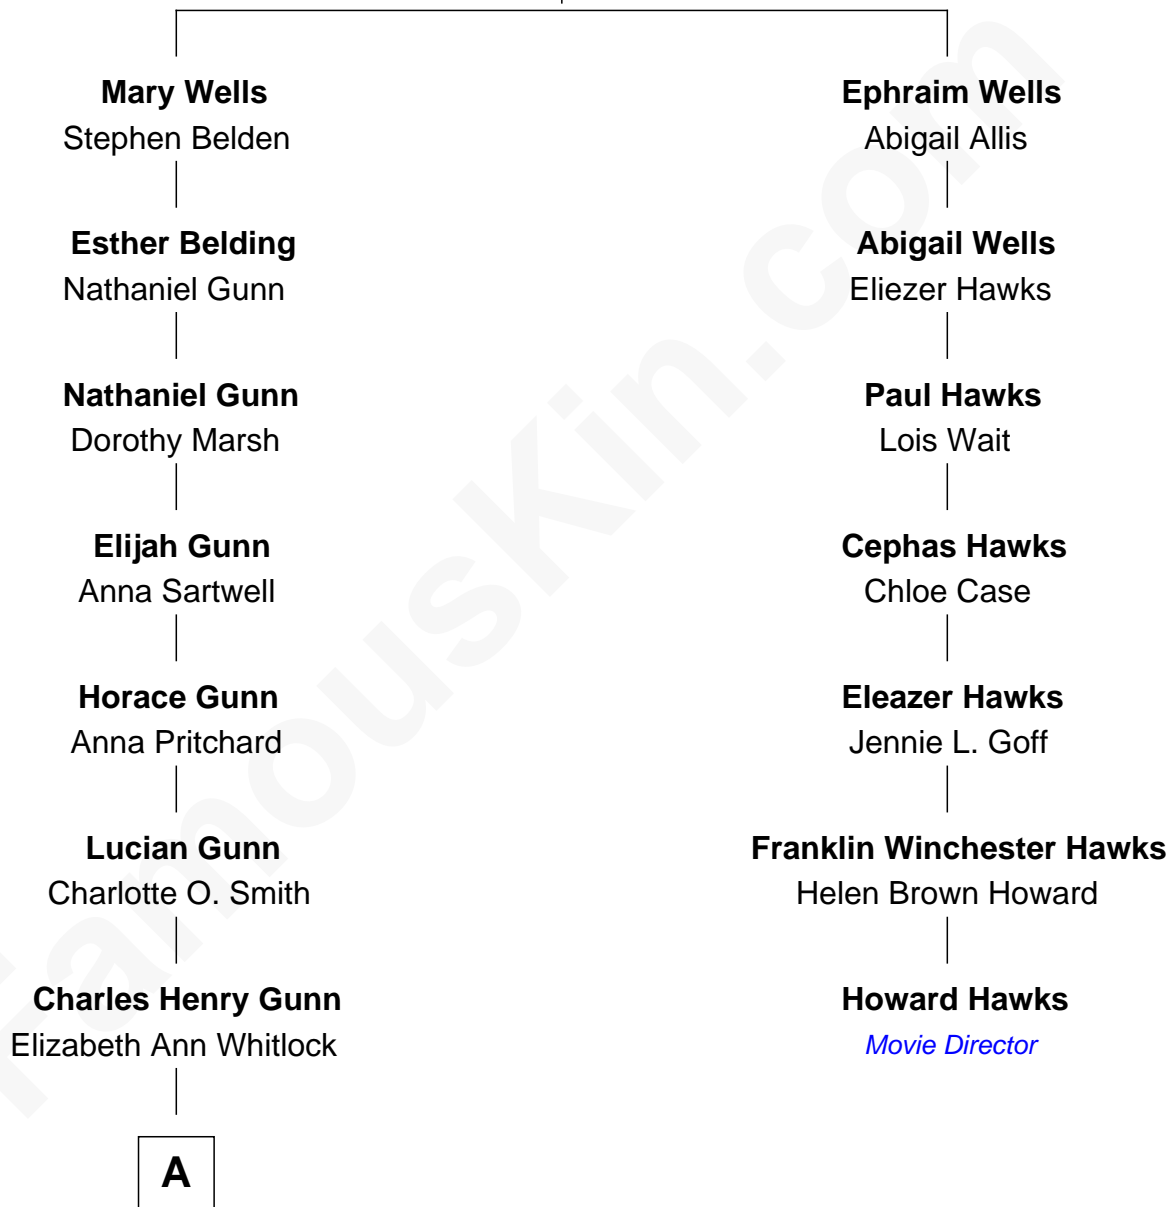 Mary Wells
Stephen Belden
Ephraim Wells
Abigail Allis
Esther Belding
Nathaniel Gunn
Abigail Wells
Eliezer Hawks
Nathaniel Gunn
Dorothy Marsh
Paul Hawks
Lois Wait
Elijah Gunn
Anna Sartwell
Cephas Hawks
Chloe Case
Horace Gunn
Anna Pritchard
Eleazer Hawks
Jennie L. Goff
Lucian Gunn
Charlotte O. Smith
Franklin Winchester Hawks
Helen Brown Howard
Charles Henry Gunn
Elizabeth Ann Whitlock
Howard Hawks
Movie Director
A
FamousKin.com